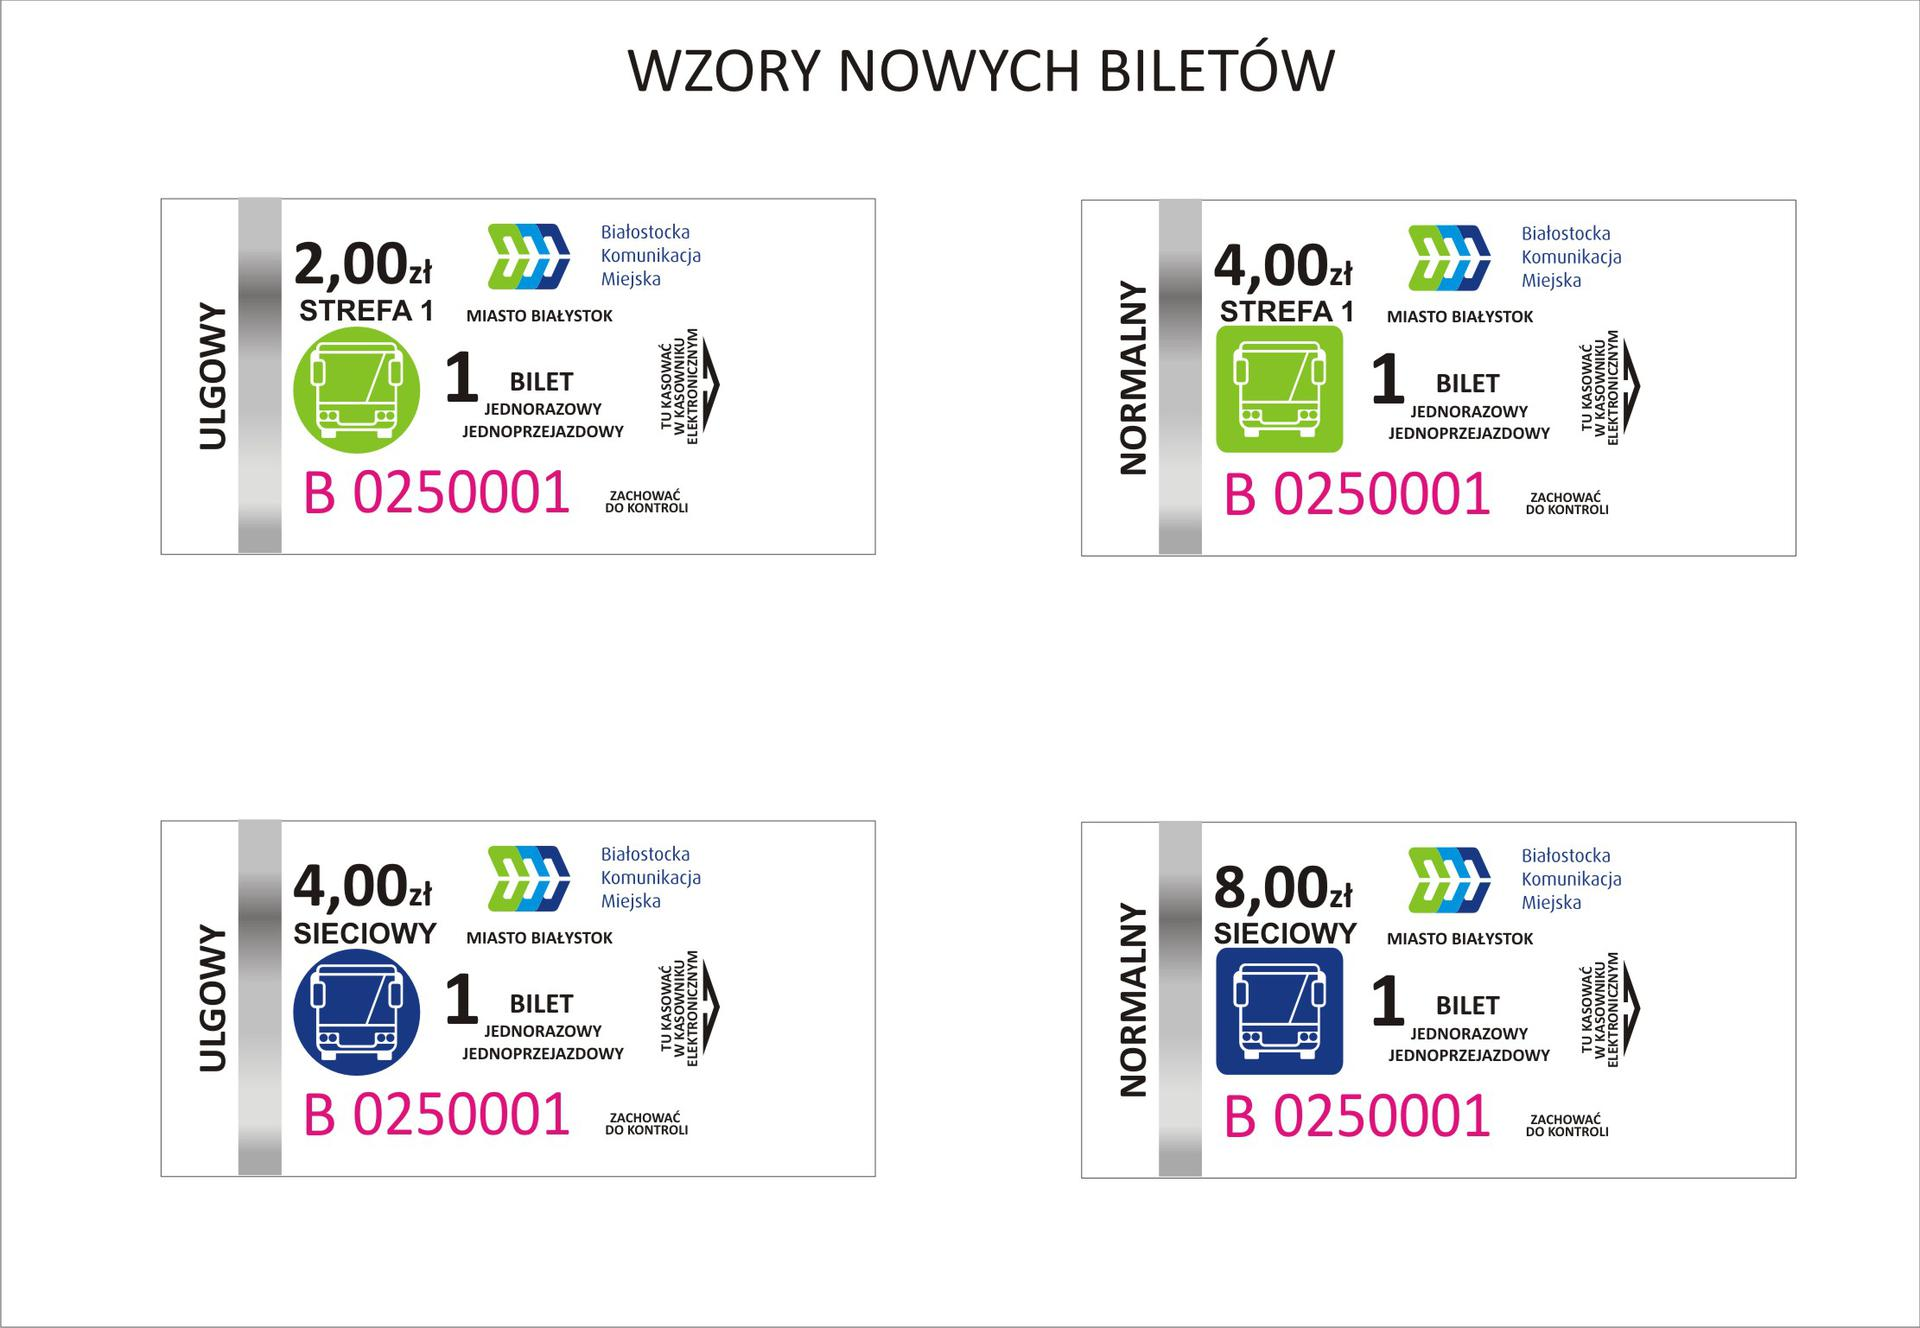 WZORY NOWYCH BILETÓW
ULGOWY
2,00zł
STREFA 1
Białostocka
Komunikacja
Miejska
MIASTO BIAŁYSTOK
1 BILET
JEDNORAZOWY
JEDNOPRZEJAZDOWY
TU KASOWAĆ
W KASOWNIKU
ELEKTRONICZNYM
B 0250001
ZACHOWAĆ
DO KONTROLI
NORMALNY
4,00zł
STREFA 1
Białostocka
Komunikacja
Miejska
MIASTO BIAŁYSTOK
1 BILET
JEDNORAZOWY
JEDNOPRZEJAZDOWY
TU KASOWAĆ
W KASOWNIKU
ELEKTRONICZNYM
B 0250001
ZACHOWAĆ
DO KONTROLI
ULGOWY
4,00zł
SIECIOWY
Białostocka
Komunikacja
Miejska
MIASTO BIAŁYSTOK
1 BILET
JEDNORAZOWY
JEDNOPRZEJAZDOWY
TU KASOWAĆ
W KASOWNIKU
ELEKTRONICZNYM
B 0250001
ZACHOWAĆ
DO KONTROLI
NORMALNY
8,00zł
SIECIOWY
Białostocka
Komunikacja
Miejska
MIASTO BIAŁYSTOK
1 BILET
JEDNORAZOWY
JEDNOPRZEJAZDOWY
TU KASOWAĆ
W KASOWNIKU
ELEKTRONICZNYM
B 0250001
ZACHOWAĆ
DO KONTROLI